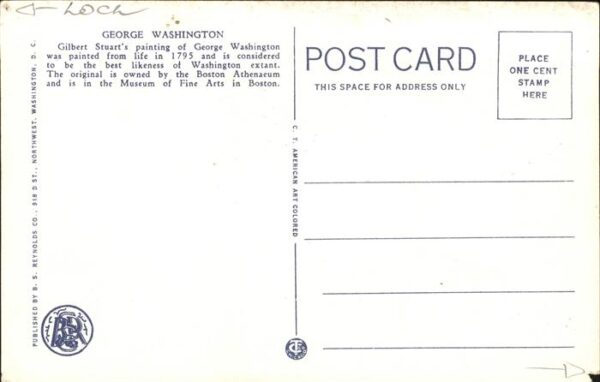 GEORGE WASHINGTON
Gilbert Stuart's painting of George Washington
was painted from life in 1795 and is considered
to be the best likeness of Washington extant.
The original is owned by the Boston Athenaeum
and is in the Museum of Fine Arts in Boston.
PUBLISHED BY B. S. REYNOLDS CO., 318 D ST., NORTHWEST, WASHINGTON, D. C.
C. T. AMERICAN ART COLORED
POST CARD
THIS SPACE FOR ADDRESS ONLY
PLACE
ONE CENT
STAMP
HERE